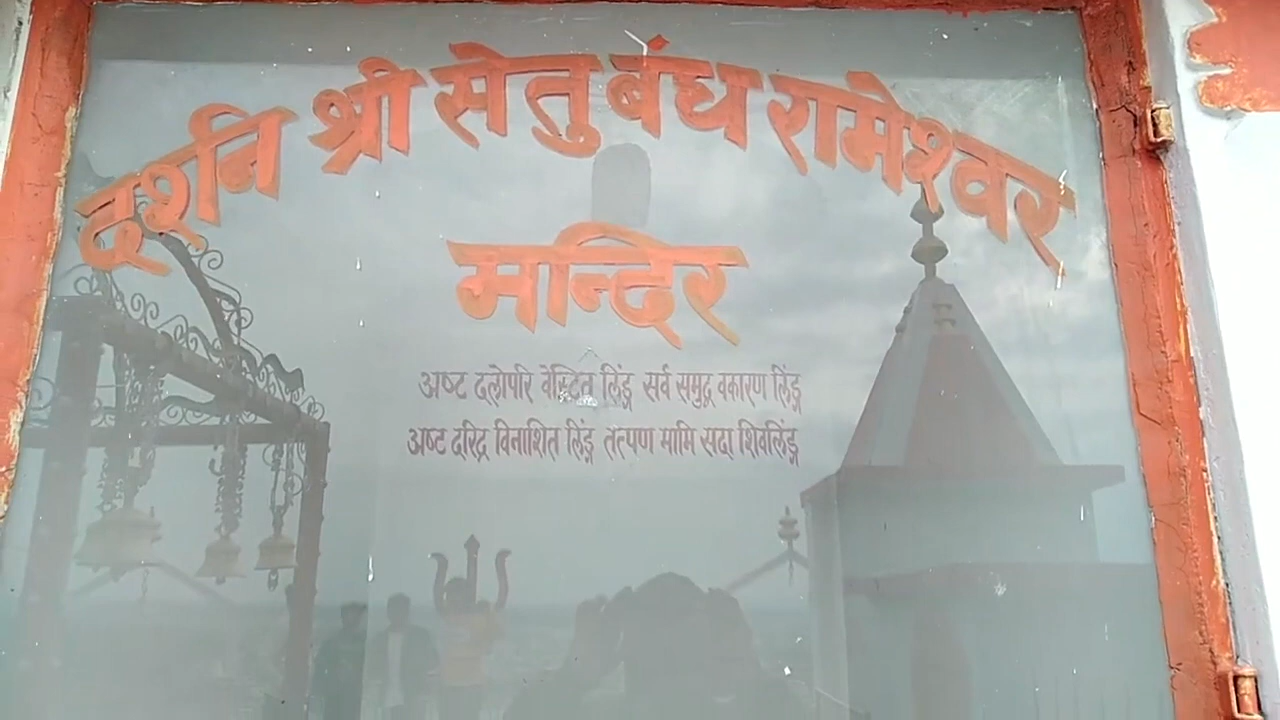 दर्शन श्री सेतुबंध रामेश्वर
मन्दिर
अष्ट दलोपरि वेस्टित लिंङ्ग सर्व समुद्र वकारण लिंङ्ग
अष्ट दरिद्र विनाशित लिंङ्ग तत्पण मामि सदा शिवलिंङ्ग